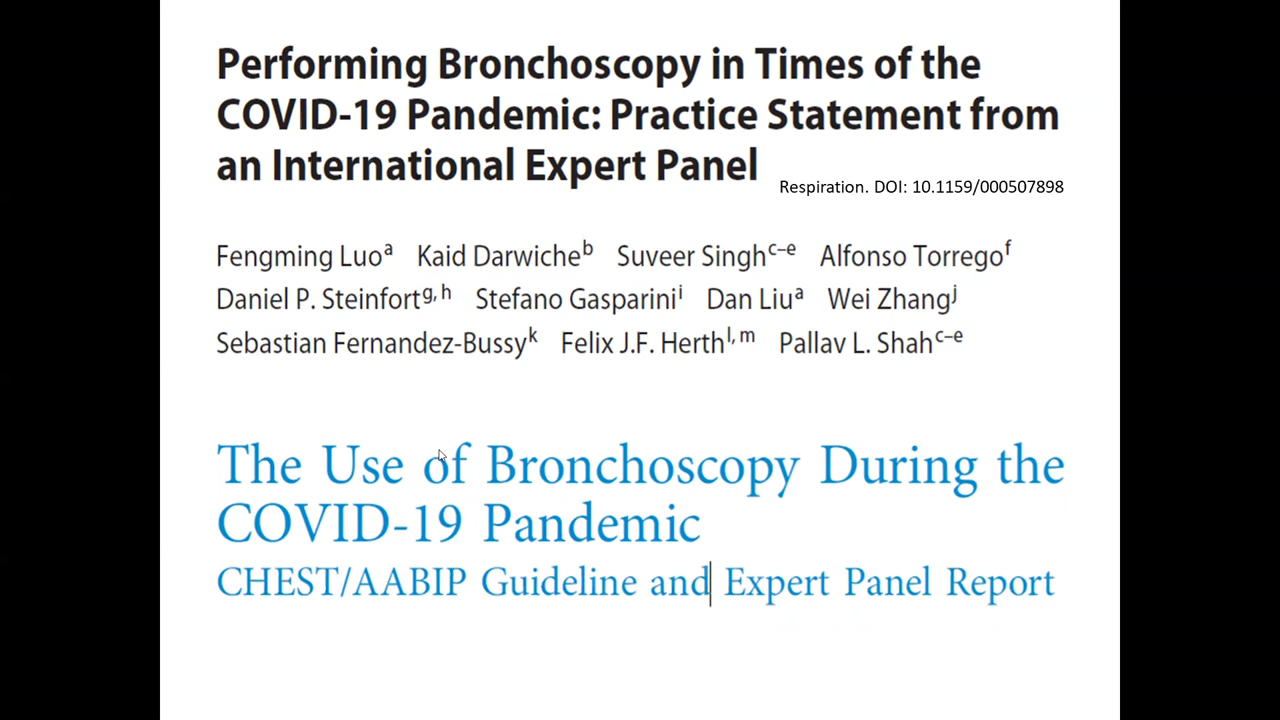 Performing Bronchoscopy in Times of the
COVID-19 Pandemic: Practice Statement from
an International Expert Panel
Respiration. DOI: 10.1159/000507898
Fengming Luoᵃ Kaid Darwicheᵇ Suveer Singhᶜ⁻ᵉ Alfonso Torregoᶠ
Daniel P. Steinfortᵍ,ʰ Stefano Gaspariniⁱ Dan Liuᵃ Wei Zhangʲ
Sebastian Fernandez-Bussyᵏ Felix J.F. Herthˡ,ᵐ Pallav L. Shahᶜ⁻ᵉ
The Use of Bronchoscopy During the
COVID-19 Pandemic
CHEST/AABIP Guideline and Expert Panel Report